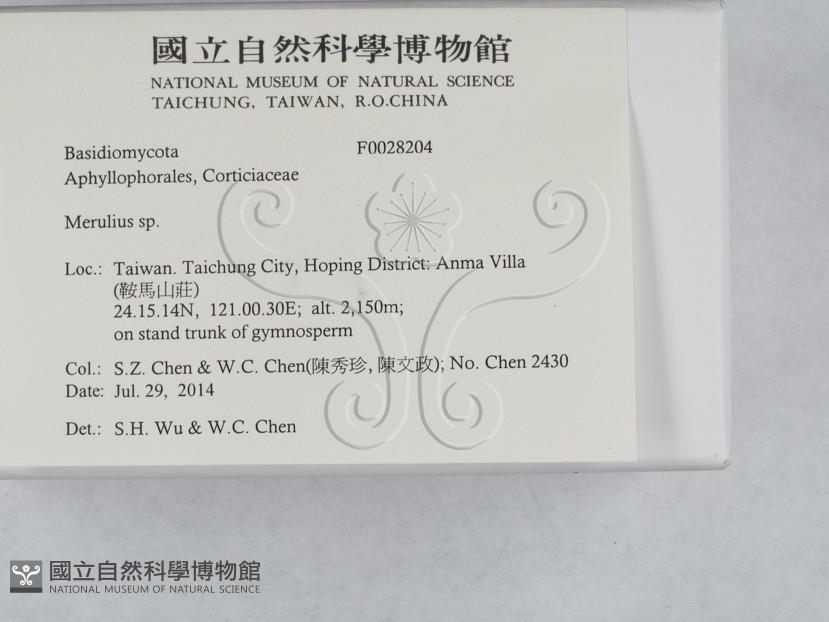 國立自然科學博物館
NATIONAL MUSEUM OF NATURAL SCIENCE
TAICHUNG, TAIWAN, R.O.CHINA
Basidiomycota F0028204
Aphyllophorales, Corticiaceae
Merulius sp.
Loc.: Taiwan. Taichung City, Hoping District: Anma Villa
(鞍馬山莊)
24.15.14N, 121.00.30E; alt. 2,150m;
on stand trunk of gymnosperm
Col.: S.Z. Chen & W.C. Chen(陳秀珍, 陳文政); No. Chen 2430
Date: Jul. 29, 2014
Det.: S.H. Wu & W.C. Chen
國立自然科學博物館
NATIONAL MUSEUM OF NATURAL SCIENCE